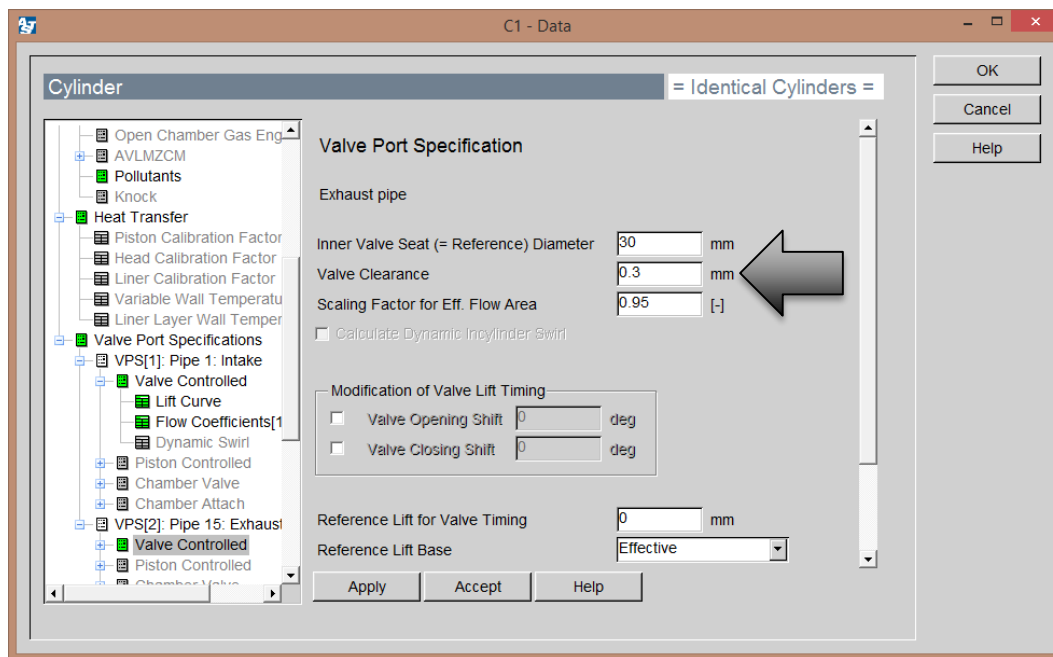 C1 - Data
Cylinder
= Identical Cylinders =
OK
Cancel
Help
Open Chamber Gas Eng
AVLMZCM
Pollutants
Knock
Heat Transfer
Piston Calibration Factor
Head Calibration Factor
Liner Calibration Factor
Variable Wall Temperatu
Liner Layer Wall Temper
Valve Port Specifications
VPS[1]: Pipe 1: Intake
Valve Controlled
Lift Curve
Flow Coefficients[1
Dynamic Swirl
Piston Controlled
Chamber Valve
Chamber Attach
VPS[2]: Pipe 15: Exhaust
Valve Controlled
Piston Controlled
Chamber Valve
Valve Port Specification
Exhaust pipe
Inner Valve Seat (= Reference) Diameter 30 mm
Valve Clearance 0.3 mm
Scaling Factor for Eff. Flow Area 0.95 [-]
Calculate Dynamic Incylinder Swirl
Modification of Valve Lift Timing
Valve Opening Shift 0 deg
Valve Closing Shift 0 deg
Reference Lift for Valve Timing 0 mm
Reference Lift Base Effective
Apply Accept Help